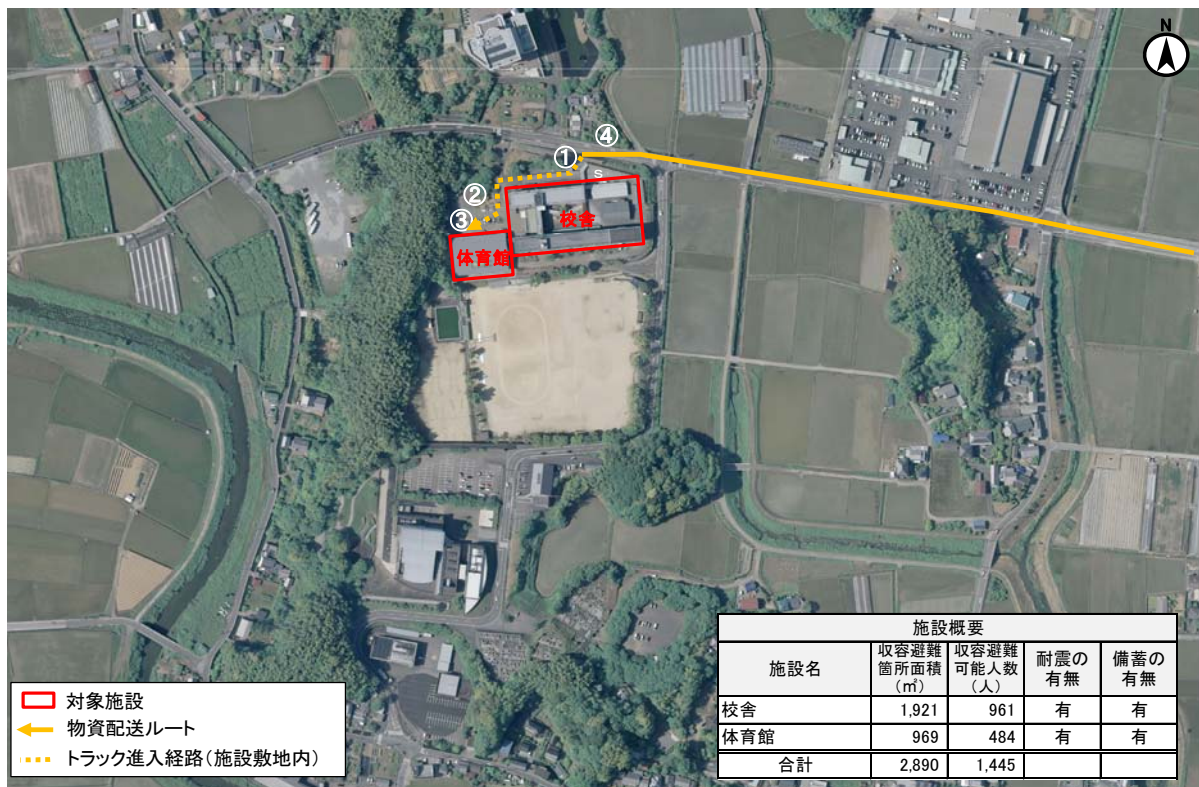 N
④
①
S
②
③
校舎
体育館
対象施設
物資配送ルート
トラック進入経路(施設敷地内)
施設概要
施設名 収容避難箇所面積(㎡) 収容避難可能人数(人) 耐震の有無 備蓄の有無
校舎 1,921 961 有 有
体育館 969 484 有 有
合計 2,890 1,445